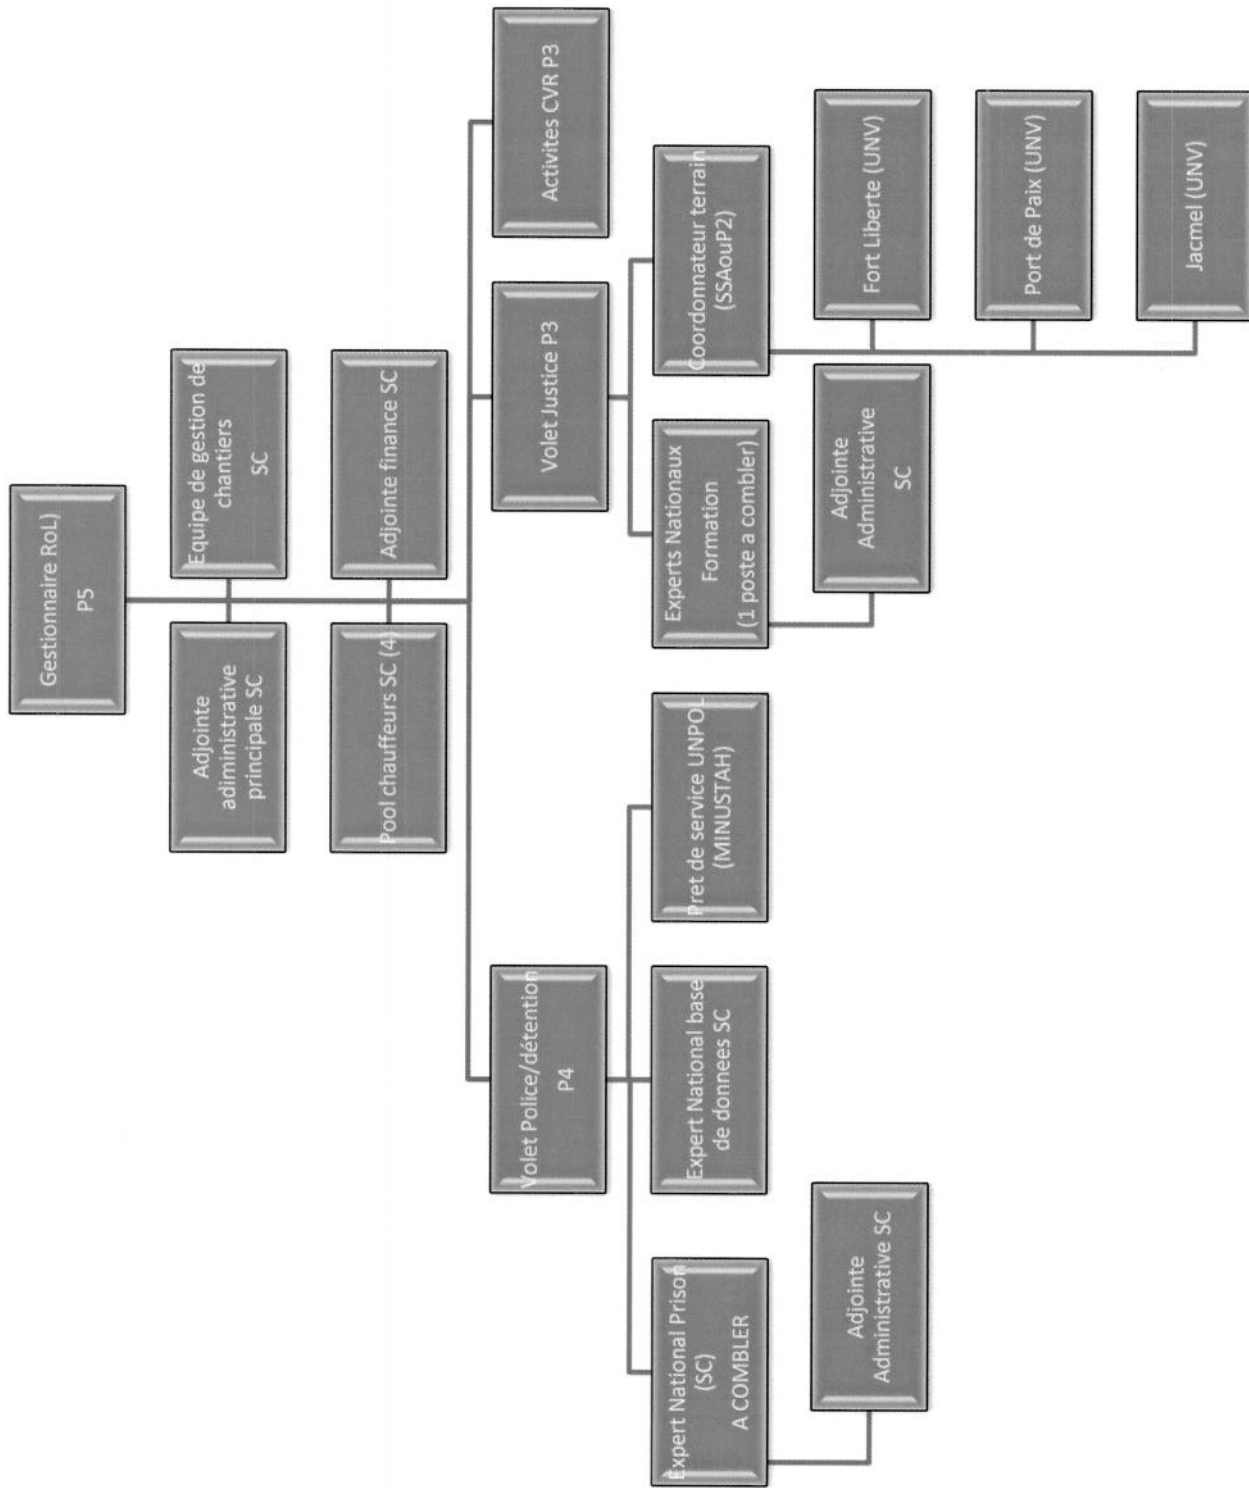 Gestionnaire RoL)
P5
Adjointe
adiministrative
principale SC
Equipe de gestion de
chantiers
SC
Pool chauffeurs SC (4)
Adjointe finance SC
Volet Police/détention
P4
Volet Justice P3
Activites CVR P3
Expert National Prison
(SC)
A COMBLER
Expert National base
de donnees SC
Pret de service UNPOL
(MINUSTAH)
Experts Nationaux
Formation
(1 poste a combler)
Coordonnateur terrain
(SSAouP2)
Adjointe
Administrative SC
Adjointe
Administrative
SC
Fort Liberte (UNV)
Port de Paix (UNV)
Jacmel (UNV)